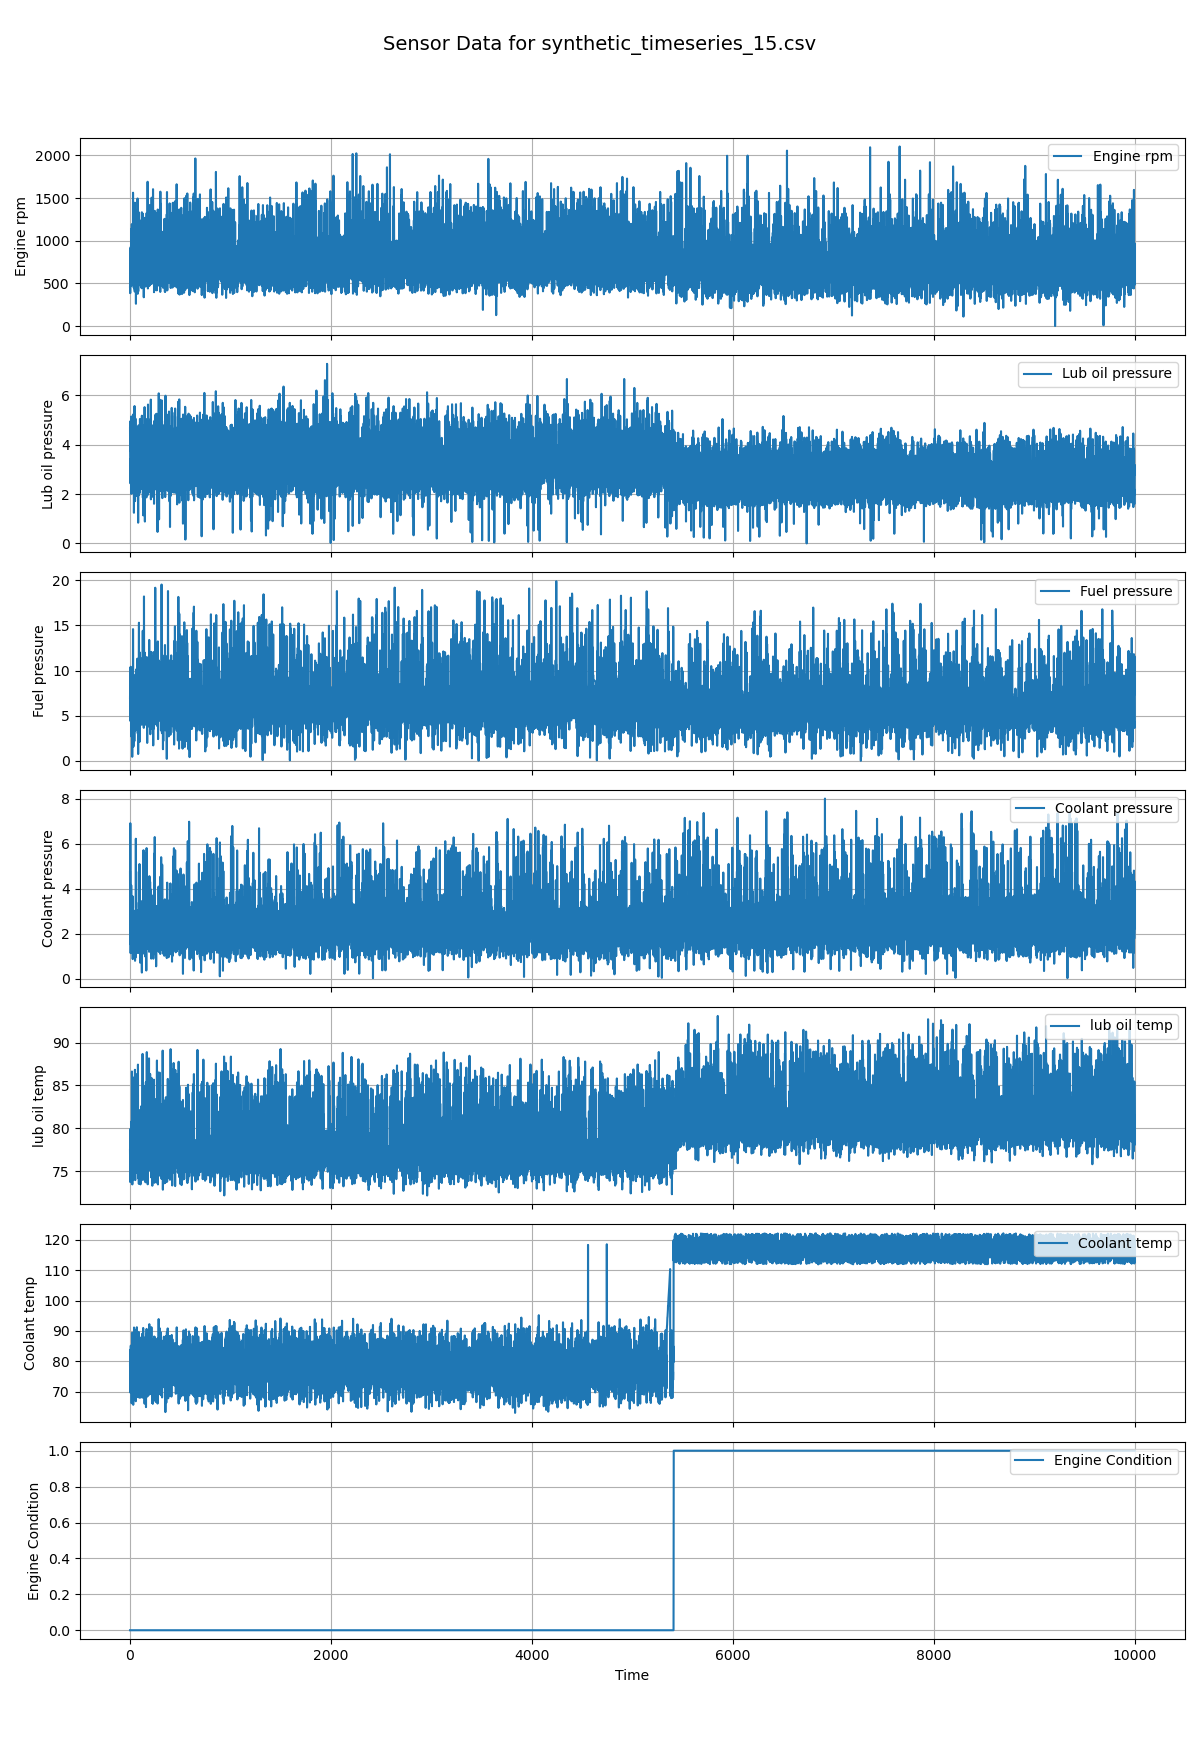 Sensor Data for synthetic_timeseries_15.csv
Engine rpm
2000
1500
1000
500
0
Engine rpm
Lub oil pressure
6
4
2
0
Lub oil pressure
Fuel pressure
20
15
10
5
0
Fuel pressure
Coolant pressure
8
6
4
2
0
Coolant pressure
lub oil temp
90
85
80
75
lub oil temp
Coolant temp
120
110
100
90
80
70
Coolant temp
Engine Condition
1.0
0.8
0.6
0.4
0.2
0.0
Engine Condition
0 2000 4000 6000 8000 10000
Time